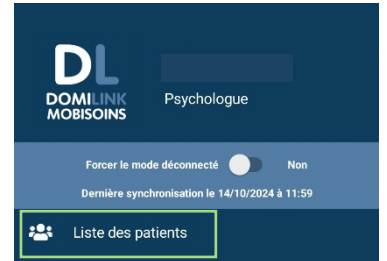 DL
DOMILINK
MOBISOINS
Psychologue
Forcer le mode déconnecté Non
Dernière synchronisation le 14/10/2024 à 11:59
Liste des patients